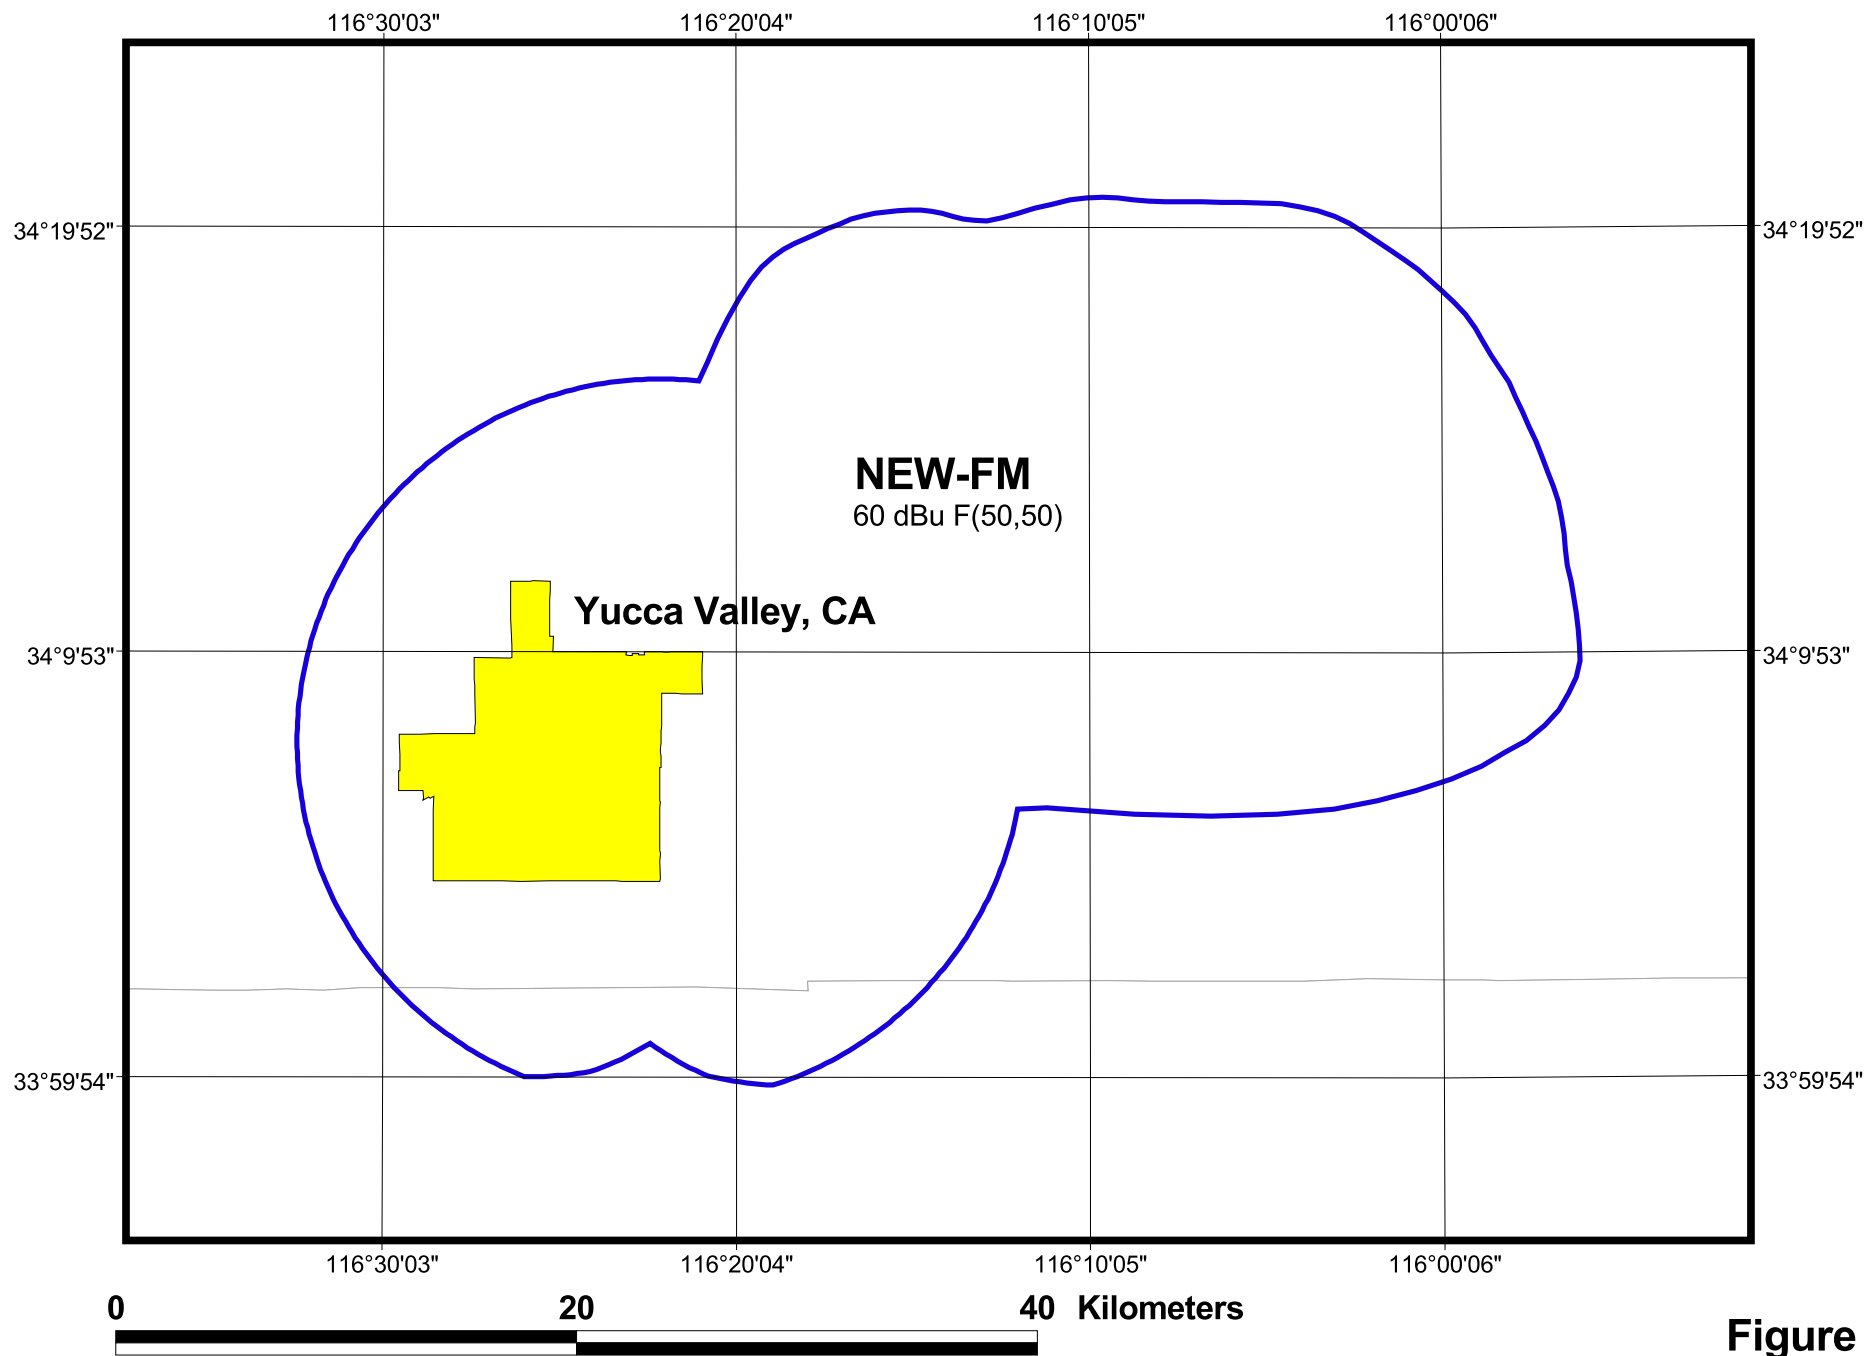 116°30'03" 116°20'04" 116°10'05" 116°00'06"
34°19'52" 34°19'52"
NEW-FM
60 dBu F(50,50)
Yucca Valley, CA
34°9'53" 34°9'53"
33°59'54" 33°59'54"
116°30'03" 116°20'04" 116°10'05" 116°00'06"
0 20 40 Kilometers
Figure